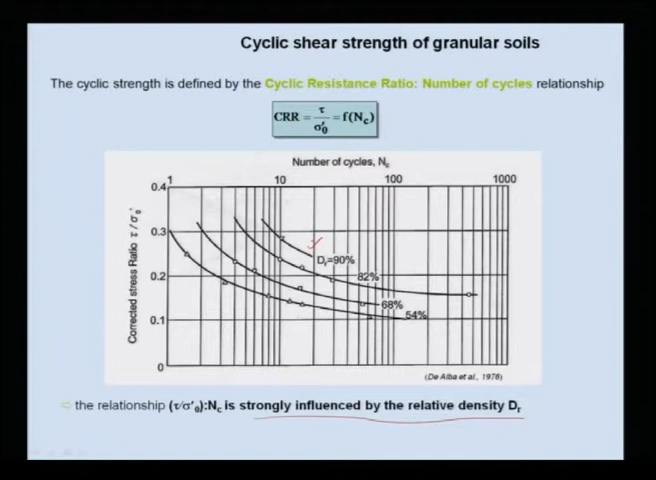 Cyclic shear strength of granular soils
The cyclic strength is defined by the Cyclic Resistance Ratio: Number of cycles relationship
CRR = τ/σ'₀ = f(N꜀)
Number of cycles, N꜀
1 10 100 1000
0.4
0.3
0.2
0.1
0
Corrected stress Ratio τ/σ'₀
Dᵣ=90%
82%
68%
54%
(De Alba et al., 1976)
the relationship (τ/σ'₀):N꜀ is strongly influenced by the relative density Dᵣ